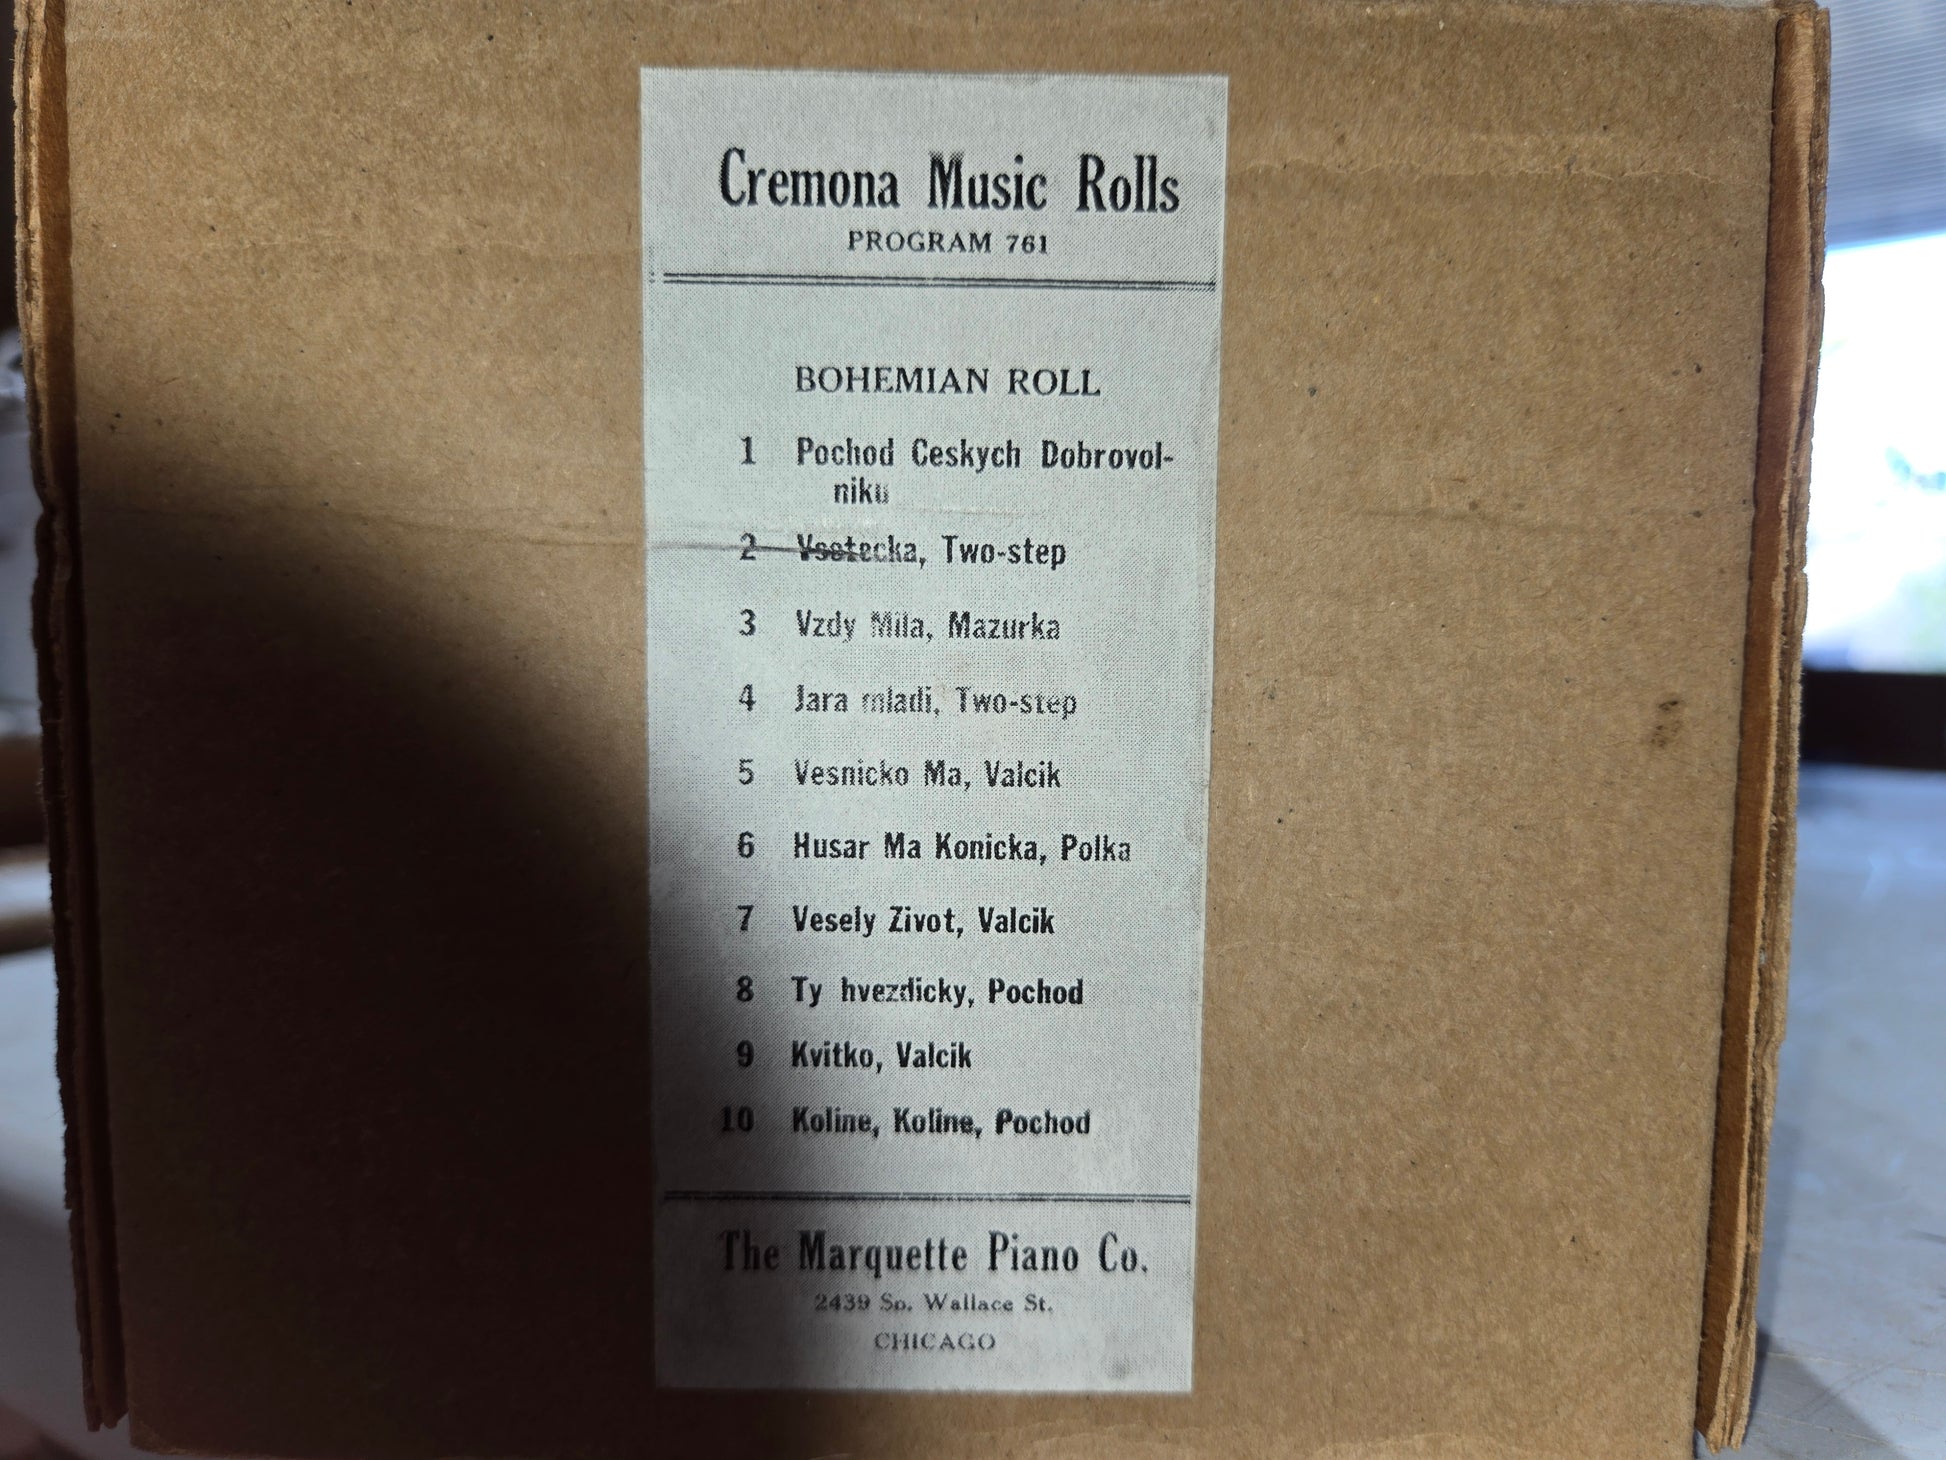 Cremona Music Rolls
PROGRAM 761
BOHEMIAN ROLL
1 Pochod Ceskych Dobrovol-
niku
2 Vsetecka, Two-step
3 Vzdy Mila, Mazurka
4 Jara mladi, Two-step
5 Vesnicko Ma, Valcik
6 Husar Ma Konicka, Polka
7 Vesely Zivot, Valcik
8 Ty hvezdicky, Pochod
9 Kvitko, Valcik
10 Koline, Koline, Pochod
The Marquette Piano Co.
2439 So. Wallace St.
CHICAGO